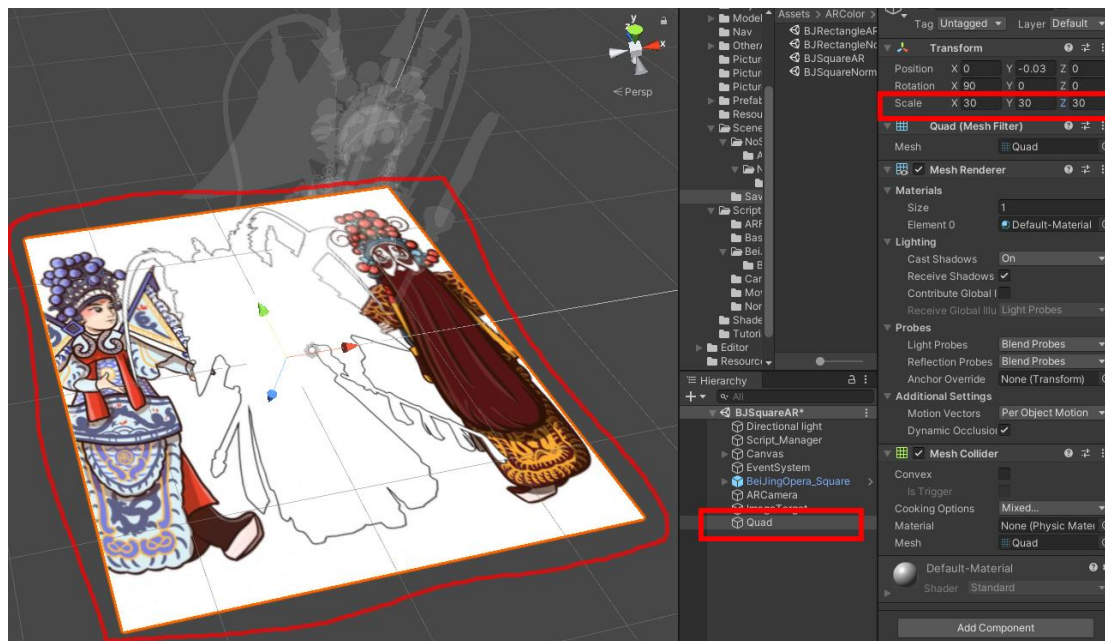 y
x
< Persp
Model
Nav
OtherA
Pictur
Pictur
Pictur
Prefab
Resou
Scene
NoS
A
N
Sav
Script
ARF
Bas
BeiJ
B
Car
Mov
Nor
Shade
Tutori
Editor
Resourc
Assets > ARColor >
BJRectangleAR
BJRectangleNo
BJSquareAR
BJSquareNorm
Hierarchy
All
BJSquareAR*
Directional light
Script_Manager
Canvas
EventSystem
BeiJingOpera_Square
ARCamera
ImageTarget
Quad
Tag Untagged Layer Default
Transform
Position X 0 Y -0.03 Z 0
Rotation X 90 Y 0 Z 0
Scale X 30 Y 30 Z 30
Quad (Mesh Filter)
Mesh Quad
Mesh Renderer
Materials
Size 1
Element 0 Default-Material
Lighting
Cast Shadows On
Receive Shadows
Contribute Global I
Receive Global Illu Light Probes
Probes
Light Probes Blend Probes
Reflection Probes Blend Probes
Anchor Override None (Transform)
Additional Settings
Motion Vectors Per Object Motion
Dynamic Occlusion
Mesh Collider
Convex
Is Trigger
Cooking Options Mixed...
Material None (Physic Mater
Mesh Quad
Default-Material
Shader Standard
Add Component